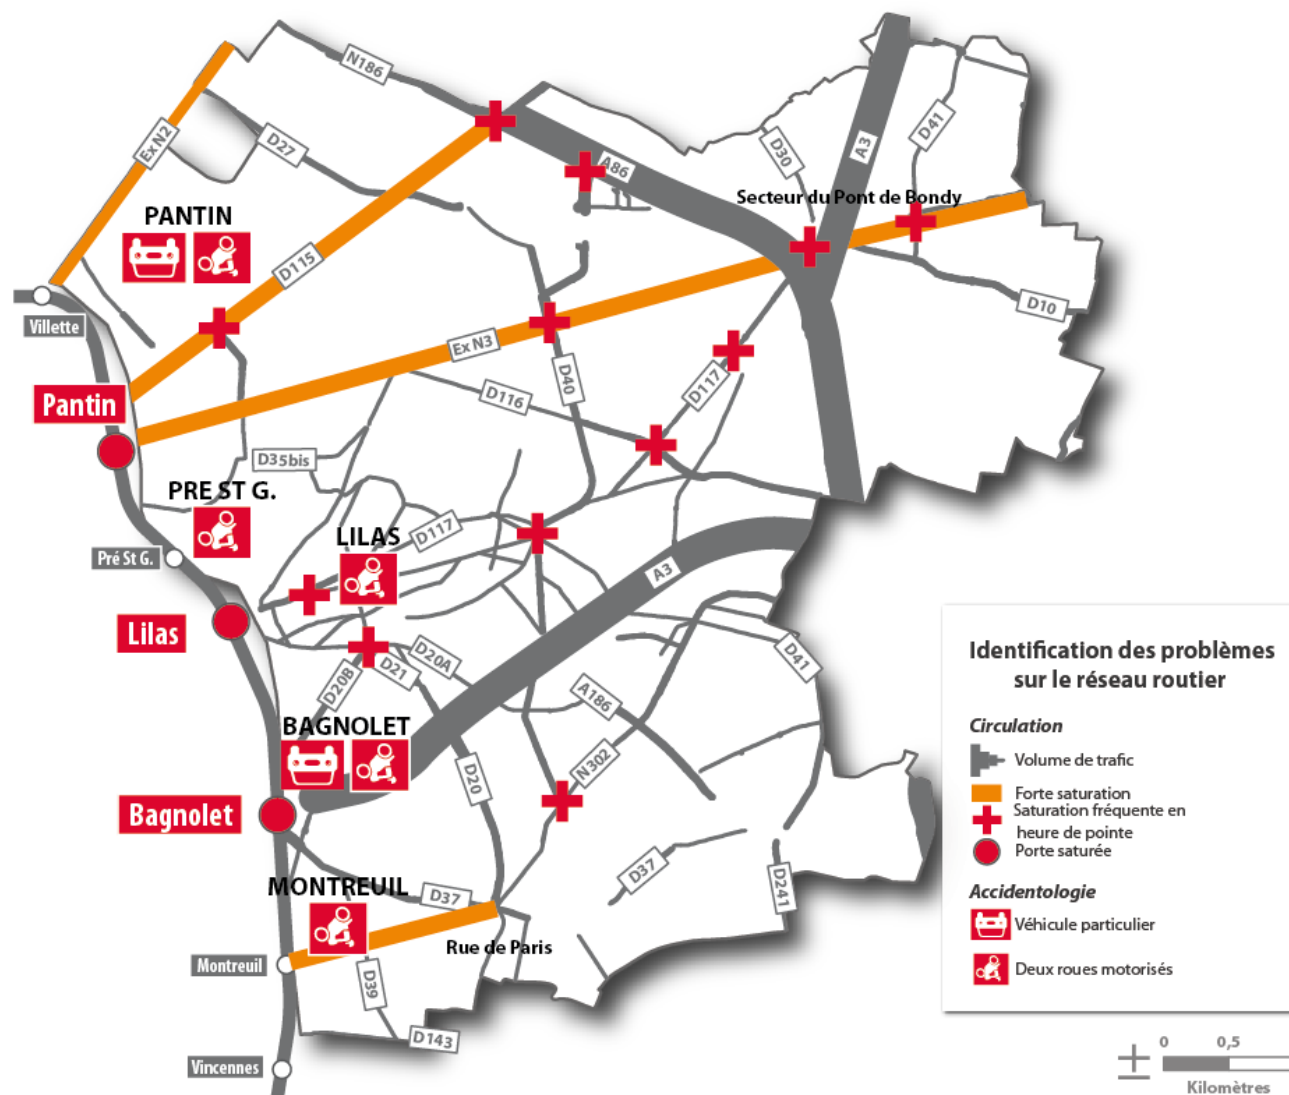 N186
Ex N2
D27
A86
D30
A3
D41
Secteur du Pont de Bondy
PANTIN
D115
Villette
D10
Ex N3
D40
D117
D116
Pantin
D35bis
PRE ST G.
D117
LILAS
Pré St G.
A3
Lilas
D20A
D21
D20B
D41
A186
BAGNOLET
N302
D20
Bagnolet
D37
D241
MONTREUIL
D37
Rue de Paris
Montreuil
D39
D143
Vincennes
Identification des problèmes
sur le réseau routier
Circulation
Volume de trafic
Forte saturation
Saturation fréquente en
heure de pointe
Porte saturée
Accidentologie
Véhicule particulier
Deux roues motorisés
0 0,5
Kilomètres